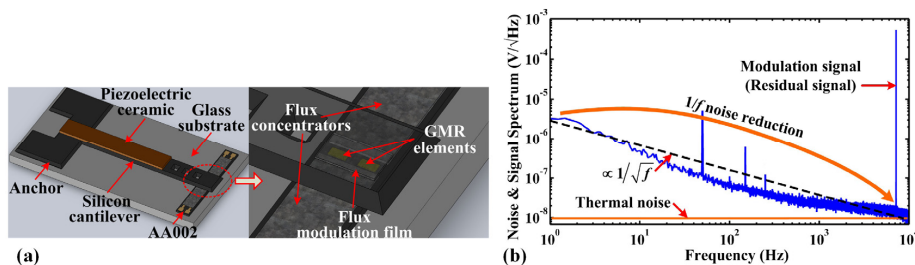 Piezoelectric
ceramic
Glass
substrate
Anchor
Silicon
cantilever
AA002
(a)
Flux
concentrators
GMR
elements
Flux
modulation film
Noise & Signal Spectrum (V/√Hz)
10⁻³
10⁻⁴
10⁻⁵
10⁻⁶
10⁻⁷
10⁻⁸
Modulation signal
(Residual signal)
1/f noise reduction
∝ 1/√f
Thermal noise
10⁰
10¹
10²
10³
10⁴
Frequency (Hz)
(b)